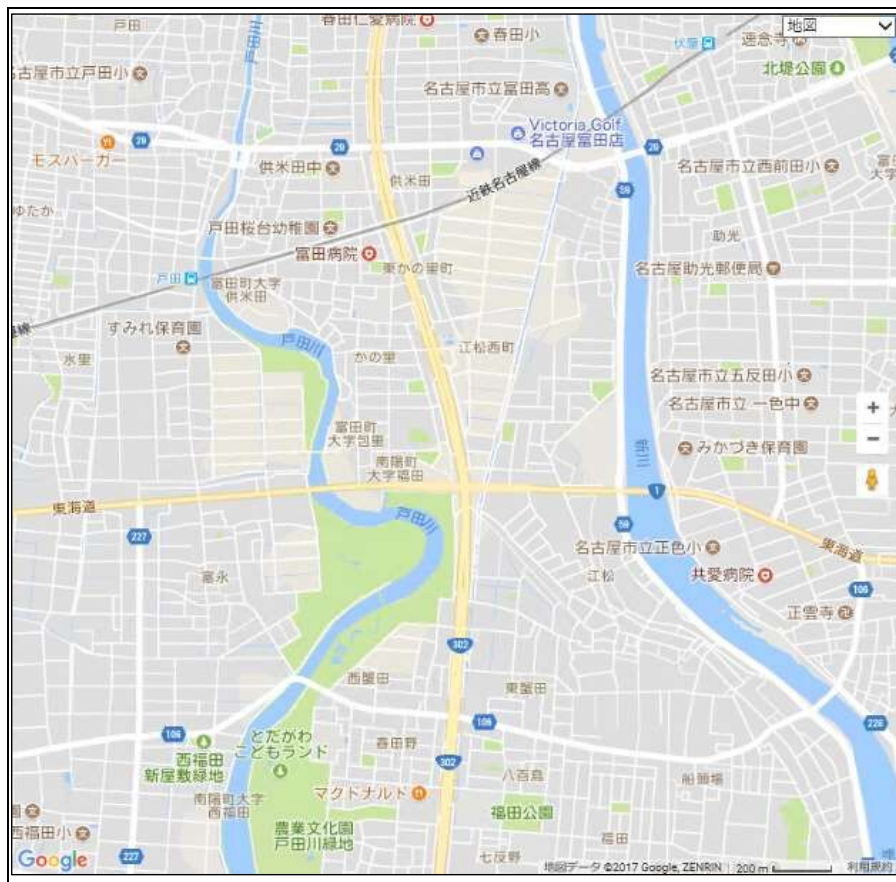 春田仁愛病院
戸田
戸田川
春田小
伏屋
速念寺
地図
北堤公園
名古屋市立戸田小
名古屋市立富田高
Victoria Golf
名古屋富田店
29
モスバーガー
29
29
供米田中
供米田
近鉄名古屋線
名古屋市立西前田小
59
ゆたか
戸田桜台幼稚園
助光
富田病院
東かの里町
名古屋助光郵便局
戸田
富田町大字
供米田
すみれ保育園
戸田川
水里
かの里
江松西町
名古屋市立五反田小
名古屋市立一色中
+
−
富田町
大字包里
新川
みかづき保育園
南陽町
大字福田
東海道
1
戸田川
227
59
名古屋市立正色小
東海道
富永
江松
共愛病院
106
正雲寺
302
西蟹田
東蟹田
106
とだがわ
こどもランド
106
226
西福田
新屋敷緑地
春田野
302
八百島
船頭場
南陽町大字
西福田
マクドナルド
福田公園
農業文化園
戸田川緑地
西福田小
福田
七反野
227
Google
地図データ ©2017 Google, ZENRIN
200 m
利用規約